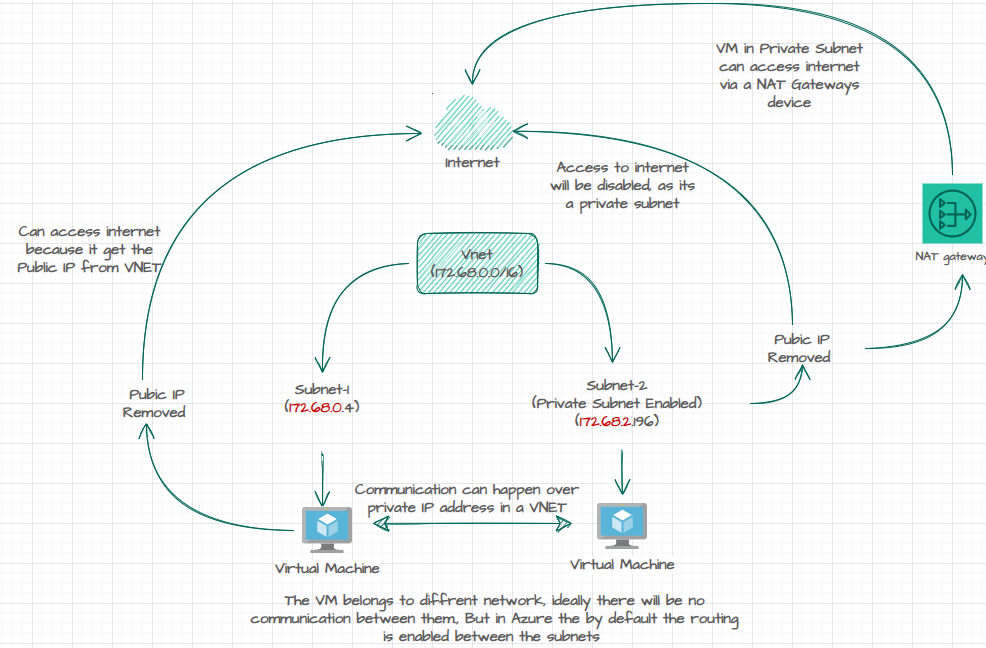 VM in Private Subnet
can access internet
via a NAT Gateways
device
Internet
Access to internet
will be disabled, as its
a private subnet
Can access internet
because it get the
Public IP from VNET
Vnet
(172.68.0.0/16)
NAT gateway
Pubic IP
Removed
Pubic IP
Removed
Subnet-1
(172.68.0.4)
Subnet-2
(Private Subnet Enabled)
(172.68.2.196)
Communication can happen over
private IP address in a VNET
Virtual Machine
Virtual Machine
The VM belongs to diffrent network, ideally there will be no
communication between them, But in Azure the by default the routing
is enabled between the subnets